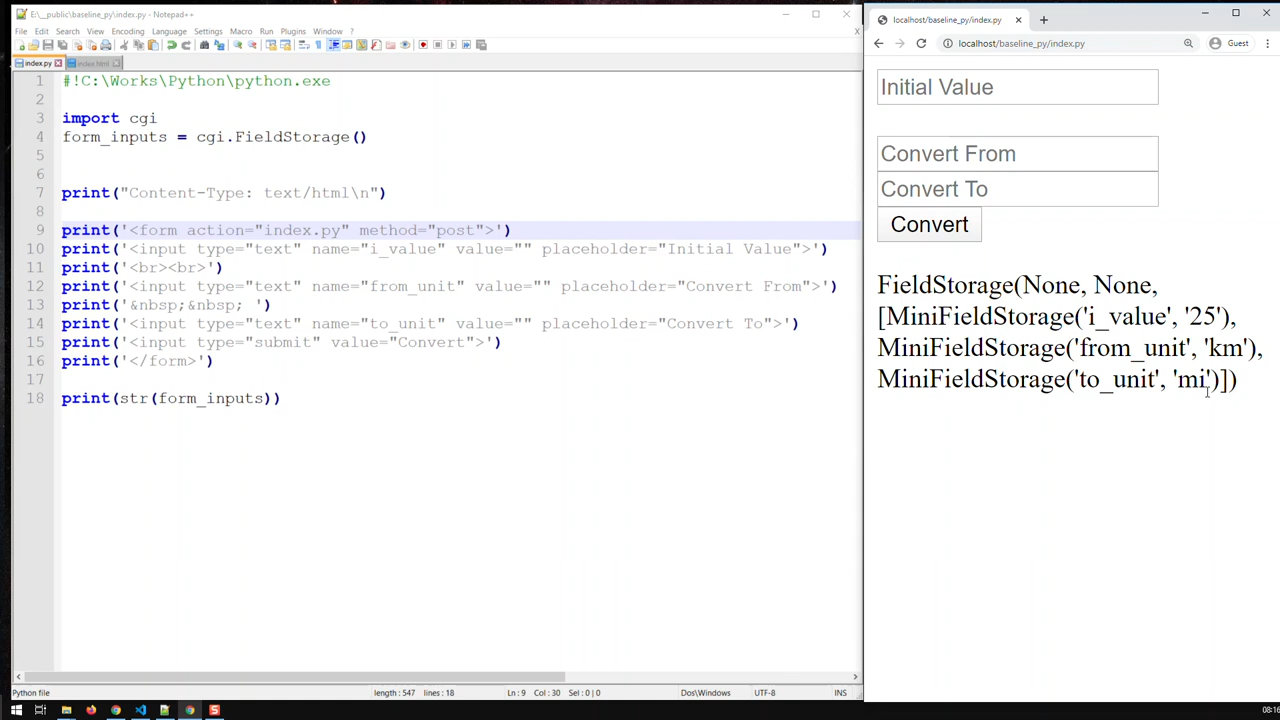 E:\__public\baseline_py\index.py - Notepad++
File Edit Search View Encoding Language Settings Macro Run Plugins Window ?
index.py index.html
1 #!C:\Works\Python\python.exe
2
3 import cgi
4 form_inputs = cgi.FieldStorage()
5
6
7 print("Content-Type: text/html\n")
8
9 print('<form action="index.py" method="post">')
10 print('<input type="text" name="i_value" value="" placeholder="Initial Value">')
11 print('<br><br>')
12 print('<input type="text" name="from_unit" value="" placeholder="Convert From">')
13 print('&nbsp;&nbsp; ')
14 print('<input type="text" name="to_unit" value="" placeholder="Convert To">')
15 print('<input type="submit" value="Convert">')
16 print('</form>')
17
18 print(str(form_inputs))
Python file length : 547 lines : 18 Ln : 9 Col : 30 Sel : 0 | 0 Dos\Windows UTF-8 INS
localhost/baseline_py/index.py
localhost/baseline_py/index.py Guest
Initial Value
Convert From
Convert To
Convert
FieldStorage(None, None,
[MiniFieldStorage('i_value', '25'),
MiniFieldStorage('from_unit', 'km'),
MiniFieldStorage('to_unit', 'mi')])
08:16